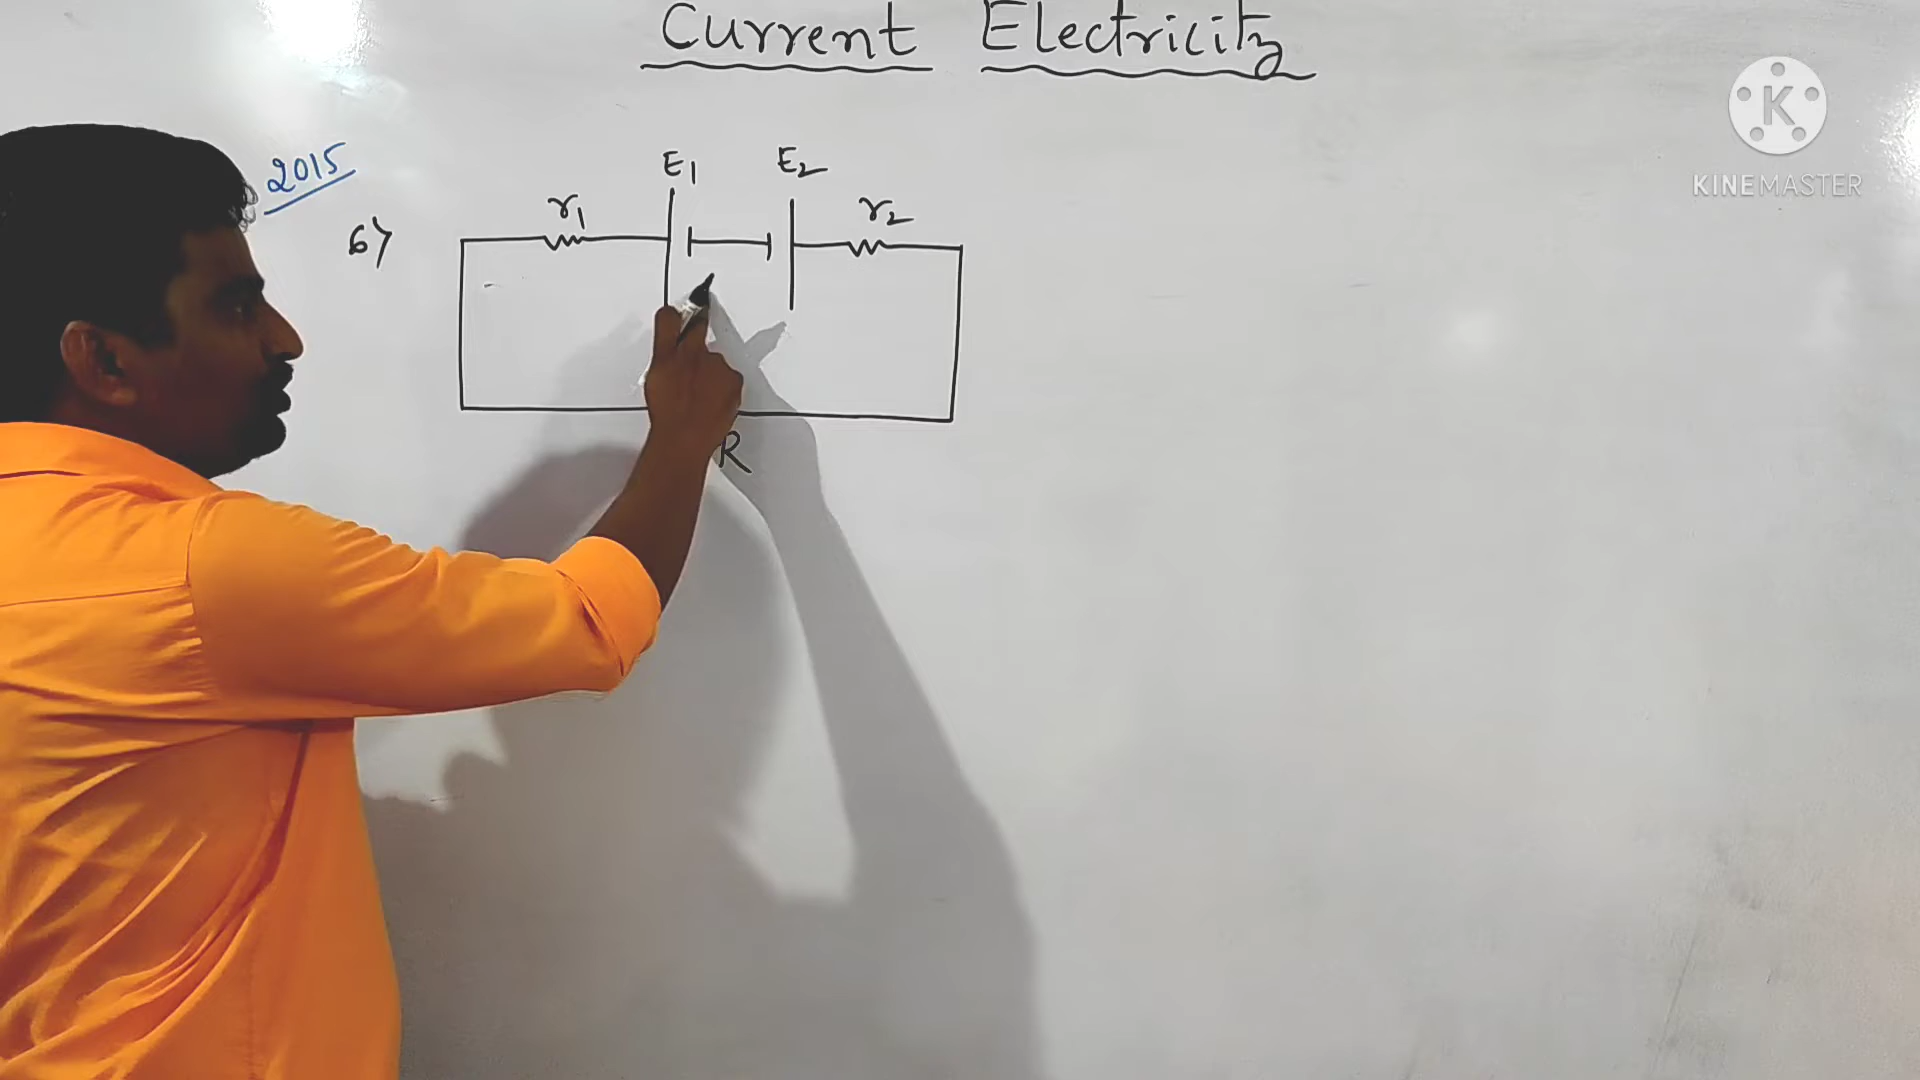 Current Electricity
2015
E1 E2
r1 r2
6)
R
KINEMASTER